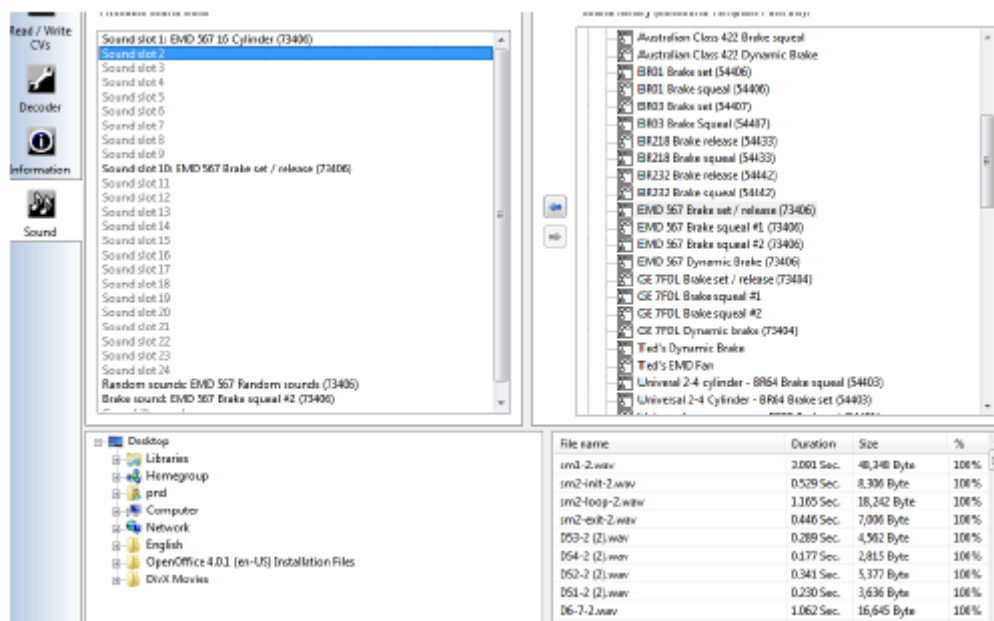 Read / Write
CVs
Decoder
Information
Sound
Sound slot 1: EMD 567 16 Cylinder (73406)
Sound slot 2
Sound slot 3
Sound slot 4
Sound slot 5
Sound slot 6
Sound slot 7
Sound slot 8
Sound slot 9
Sound slot 10: EMD 567 Brake set / release (73406)
Sound slot 11
Sound slot 12
Sound slot 13
Sound slot 14
Sound slot 15
Sound slot 16
Sound slot 17
Sound slot 18
Sound slot 19
Sound slot 20
Sound slot 21
Sound slot 22
Sound slot 23
Sound slot 24
Random sounds: EMD 567 Random sounds (73406)
Brake sound: EMD 567 Brake squeal #2 (73406)
Australian Class 422 Brake squeal
Australian Class 422 Dynamic Brake
BR01 Brake set (54406)
BR01 Brake squeal (54406)
BR03 Brake set (54407)
BR03 Brake Squeal (54407)
BR218 Brake release (54433)
BR218 Brake squeal (54433)
BR232 Brake release (54442)
BR232 Brake squeal (54442)
EMD 567 Brake set / release (73406)
EMD 567 Brake squeal #1 (73406)
EMD 567 Brake squeal #2 (73406)
EMD 567 Dynamic Brake (73406)
GE 7FDL Brake set / release (73404)
GE 7FDL Brake squeal #1
GE 7FDL Brake squeal #2
GE 7FDL Dynamic brake (73404)
Ted's Dynamic Brake
Ted's EMD Fan
Universal 2-4 cylinder - BR64 Brake squeal (54403)
Universal 2-4 Cylinder - BR64 Brake set (54403)
Desktop
Libraries
Homegroup
pnd
Computer
Network
English
OpenOffice 4.0.1 (en-US) Installation Files
DivX Movies
File name Duration Size %
sm1-2.wav 3.091 Sec. 48,348 Byte 100%
sm2-init-2.wav 0.529 Sec. 8,306 Byte 100%
sm2-loop-2.wav 1.165 Sec. 18,242 Byte 100%
sm2-exit-2.wav 0.446 Sec. 7,006 Byte 100%
D53-2 (2).wav 0.289 Sec. 4,562 Byte 100%
D54-2 (2).wav 0.177 Sec. 2,815 Byte 100%
D52-2 (2).wav 0.341 Sec. 5,377 Byte 100%
D51-2 (2).wav 0.230 Sec. 3,636 Byte 100%
D6-7-2.wav 1.062 Sec. 16,645 Byte 100%